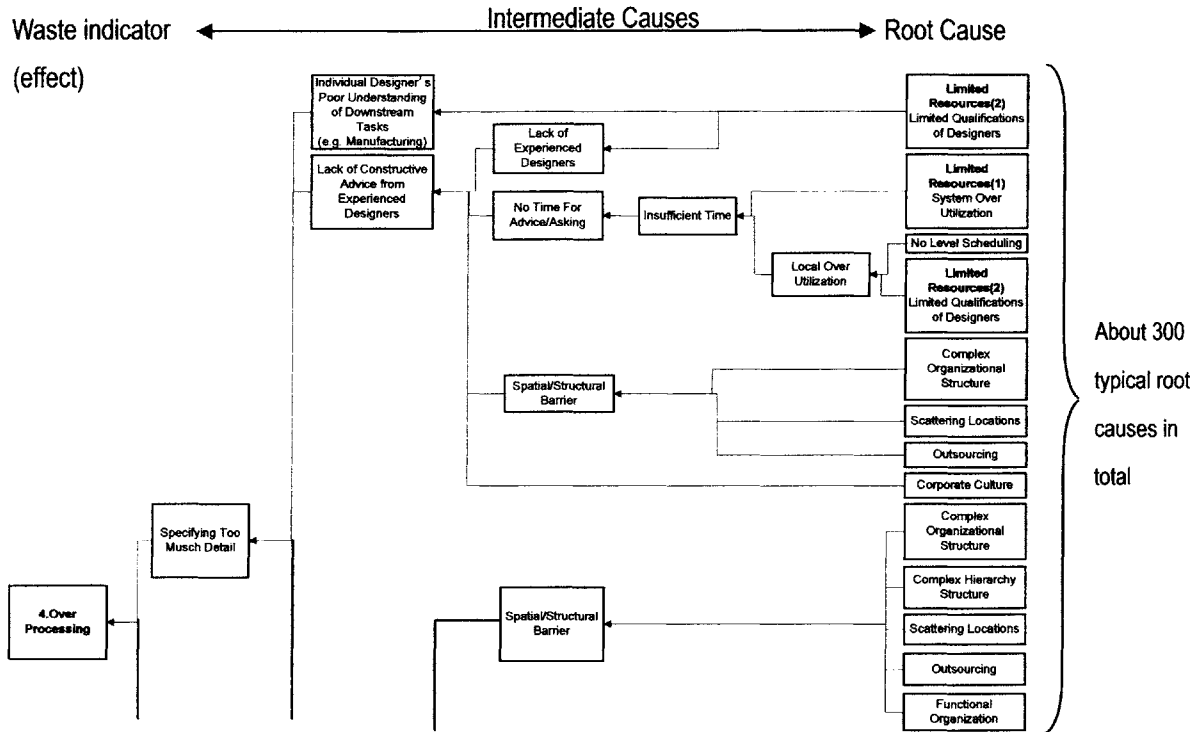 Waste indicator
(effect)
Intermediate Causes
Root Cause
Individual Designer's
Poor Understanding
of Downstream
Tasks
(e.g. Manufacturing)
Lack of Constructive
Advice from
Experienced
Designers
Lack of
Experienced
Designers
No Time For
Advice/Asking
Insufficient Time
Local Over
Utilization
Limited
Resources(2)
Limited Qualifications
of Designers
Limited
Resources(1)
System Over
Utilization
No Level Scheduling
Limited
Resources(2)
Limited Qualifications
of Designers
Spatial/Structural
Barrier
Complex
Organizational
Structure
Scattering Locations
Outsourcing
Corporate Culture
Specifying Too
Musch Detail
4.Over
Processing
Spatial/Structural
Barrier
Complex
Organizational
Structure
Complex Hierarchy
Structure
Scattering Locations
Outsourcing
Functional
Organization
About 300
typical root
causes in
total